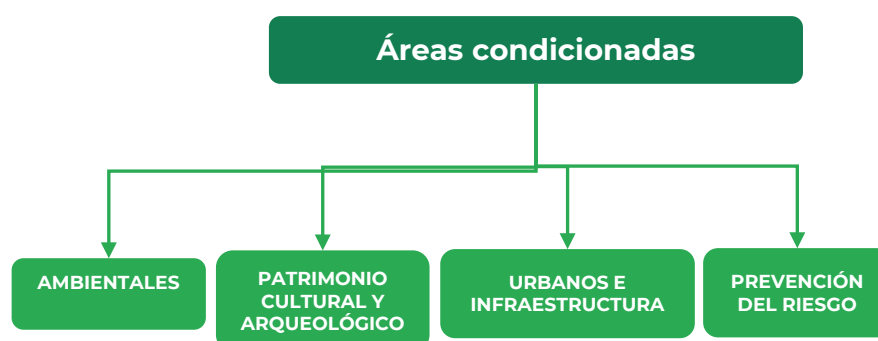 Áreas condicionadas
AMBIENTALES
PATRIMONIO
CULTURAL Y
ARQUEOLÓGICO
URBANOS E
INFRAESTRUCTURA
PREVENCIÓN
DEL RIESGO